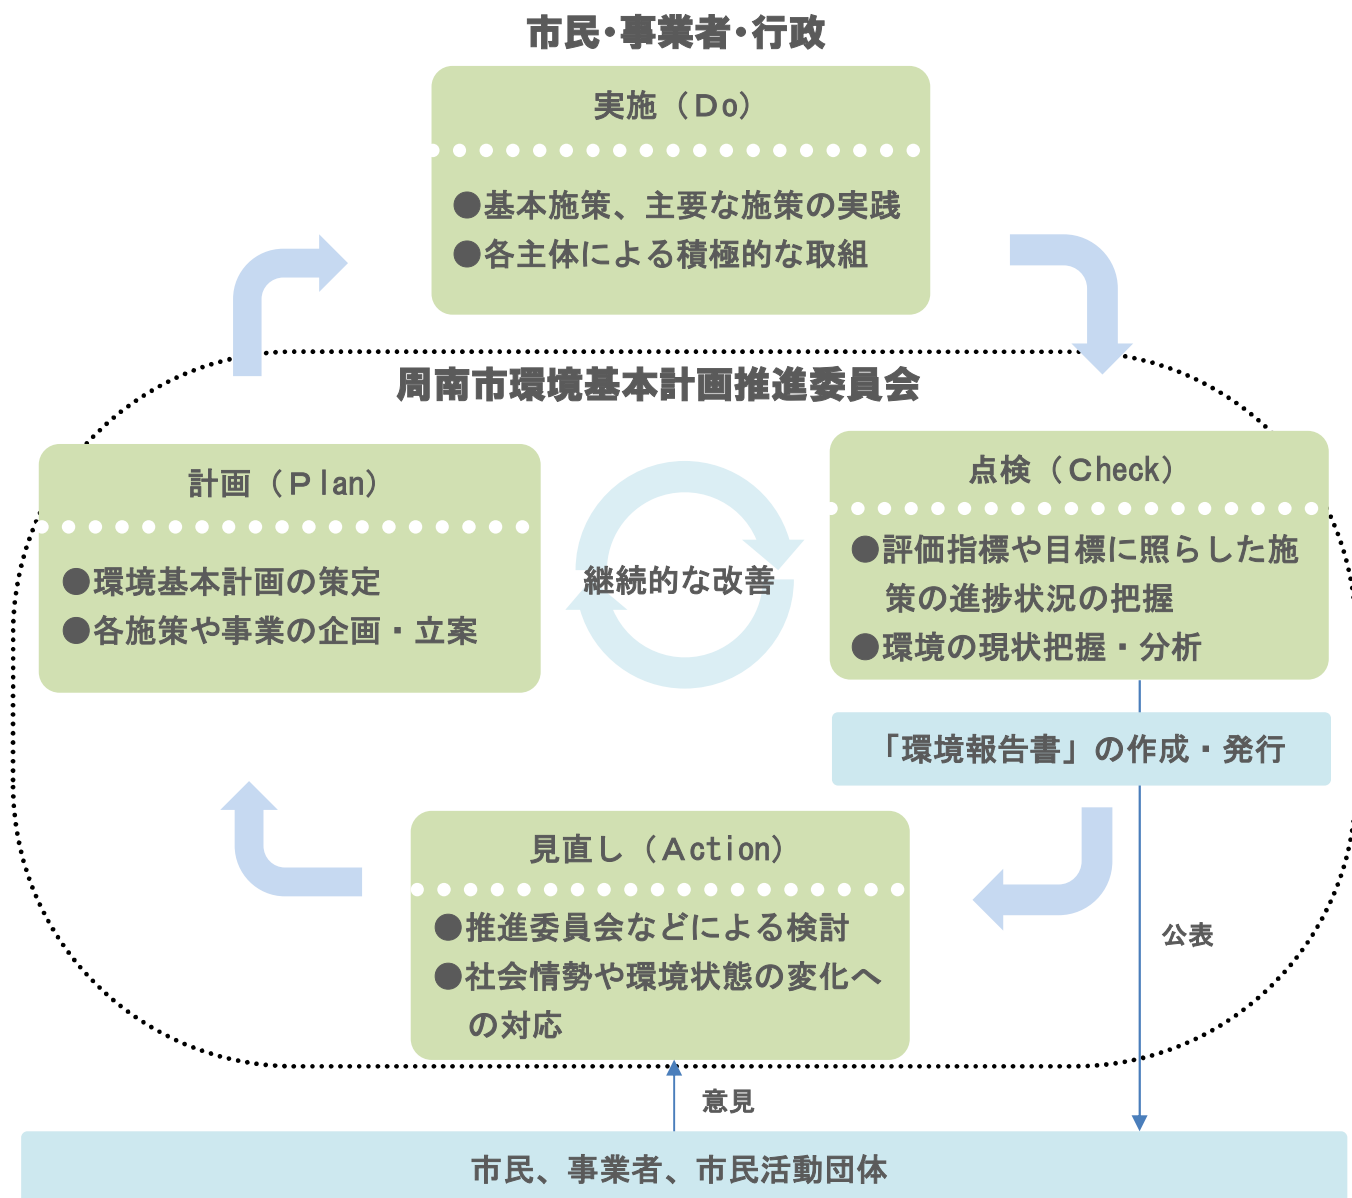 市民・事業者・行政
実施（Do）
●基本施策、主要な施策の実践
●各主体による積極的な取組
周南市環境基本計画推進委員会
計画（Plan）
●環境基本計画の策定
●各施策や事業の企画・立案
継続的な改善
点検（Check）
●評価指標や目標に照らした施
策の進捗状況の把握
●環境の現状把握・分析
「環境報告書」の作成・発行
見直し（Action）
●推進委員会などによる検討
●社会情勢や環境状態の変化へ
の対応
公表
意見
市民、事業者、市民活動団体